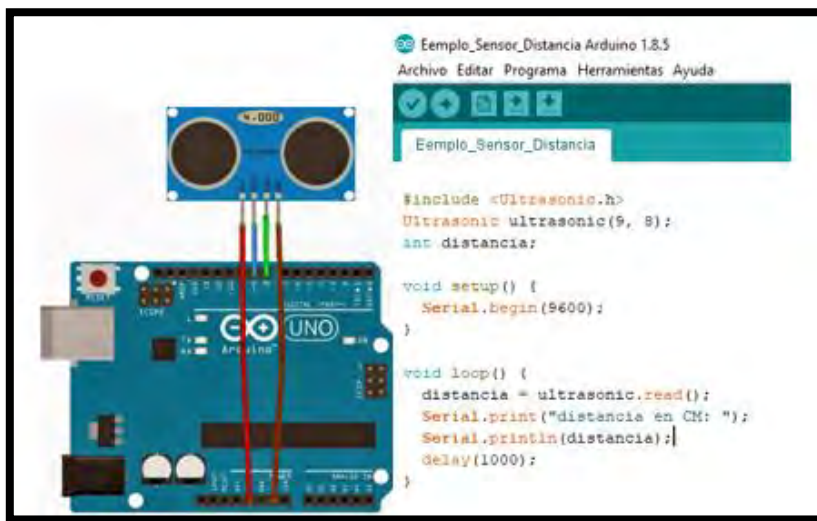 Eemplo_Sensor_Distancia Arduino 1.8.5
Archivo Editar Programa Herramientas Ayuda
Eemplo_Sensor_Distancia
#include <Ultrasonic.h>
Ultrasonic ultrasonic(9, 8);
int distancia;
void setup() {
Serial.begin(9600);
}
void loop() {
distancia = ultrasonic.read();
Serial.print("distancia en CM: ");
Serial.println(distancia);
delay(1000);
}
4.000
RESET
UNO
Arduino